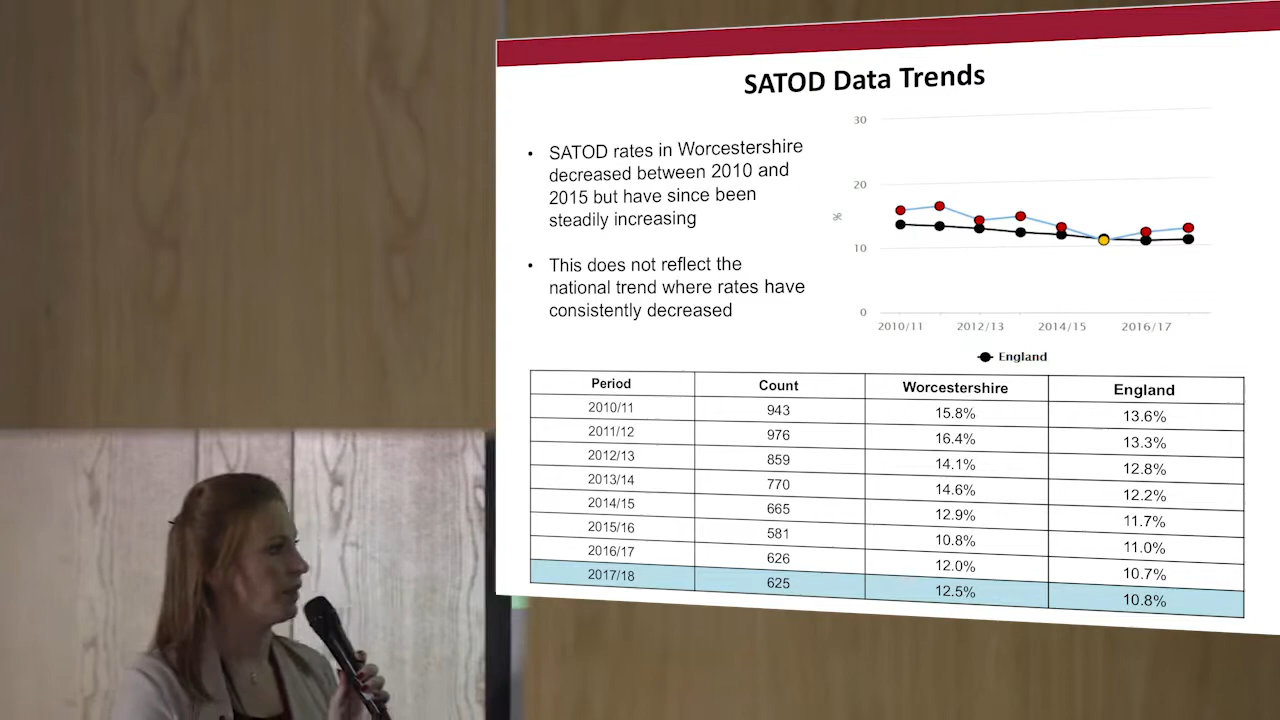 SATOD Data Trends
• SATOD rates in Worcestershire
decreased between 2010 and
2015 but have since been
steadily increasing
• This does not reflect the
national trend where rates have
consistently decreased
30
20
%
10
0
2010/11 2012/13 2014/15 2016/17
England
Period Count Worcestershire England
2010/11 943 15.8% 13.6%
2011/12 976 16.4% 13.3%
2012/13 859 14.1% 12.8%
2013/14 770 14.6% 12.2%
2014/15 665 12.9% 11.7%
2015/16 581 10.8% 11.0%
2016/17 626 12.0% 10.7%
2017/18 625 12.5% 10.8%